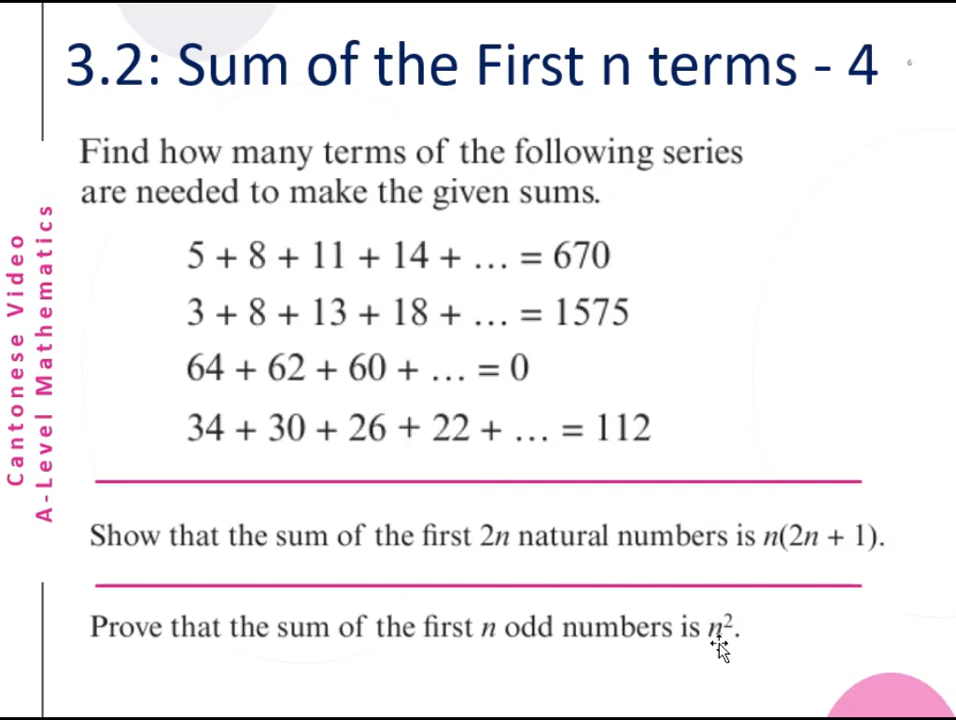 3.2: Sum of the First n terms - 4
6
Find how many terms of the following series
are needed to make the given sums.
5 + 8 + 11 + 14 + … = 670
3 + 8 + 13 + 18 + … = 1575
64 + 62 + 60 + … = 0
34 + 30 + 26 + 22 + … = 112
Show that the sum of the first 2n natural numbers is n(2n + 1).
Prove that the sum of the first n odd numbers is n².
Cantonese Video
A-Level Mathematics